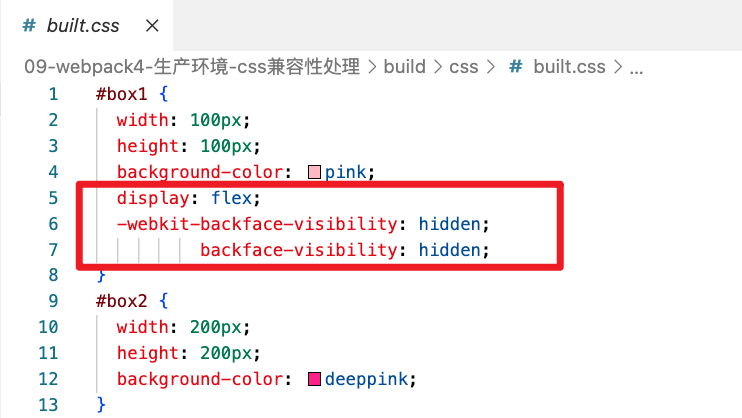 # built.css ×
09-webpack4-生产环境-css兼容性处理 > build > css > # built.css > ...
1 #box1 {
2 width: 100px;
3 height: 100px;
4 background-color: pink;
5 display: flex;
6 -webkit-backface-visibility: hidden;
7 backface-visibility: hidden;
8 }
9 #box2 {
10 width: 200px;
11 height: 200px;
12 background-color: deeppink;
13 }